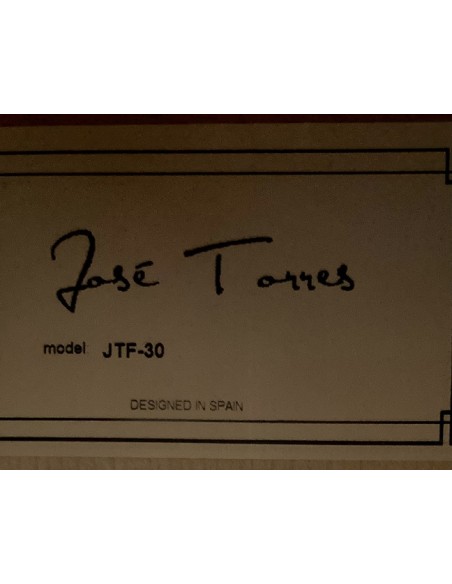 José Torres
model: JTF-30
DESIGNED IN SPAIN